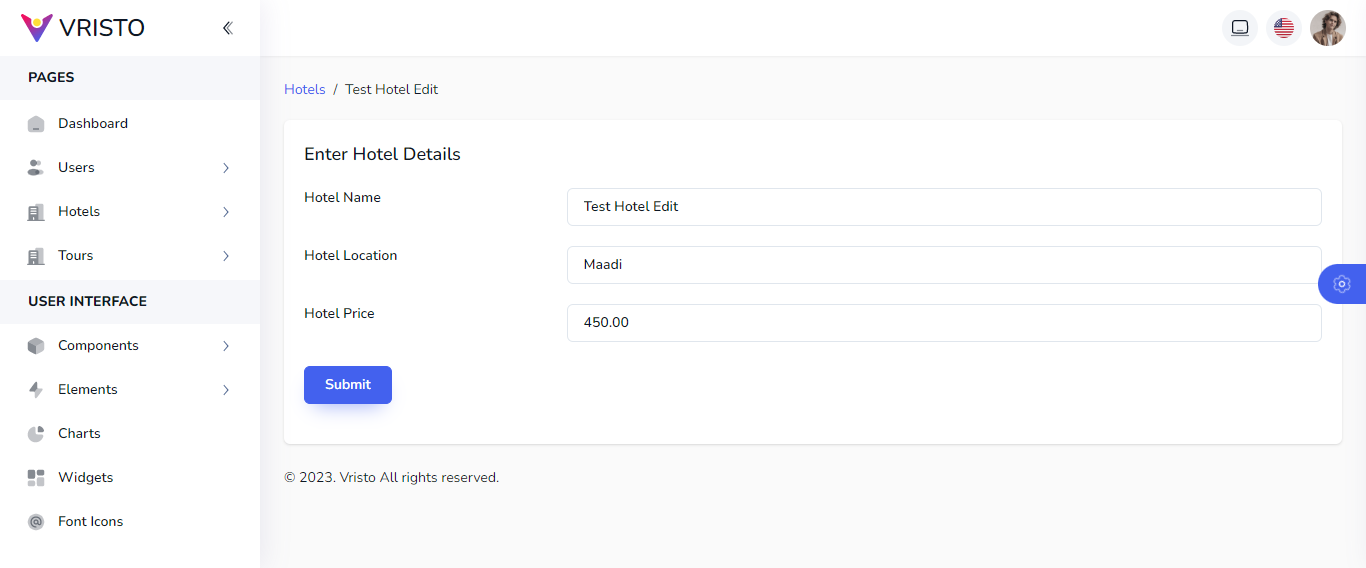 VRISTO
PAGES
Dashboard
Users
Hotels
Tours
USER INTERFACE
Components
Elements
Charts
Widgets
Font Icons
Hotels / Test Hotel Edit
Enter Hotel Details
Hotel Name
Test Hotel Edit
Hotel Location
Maadi
Hotel Price
450.00
Submit
© 2023. Vristo All rights reserved.